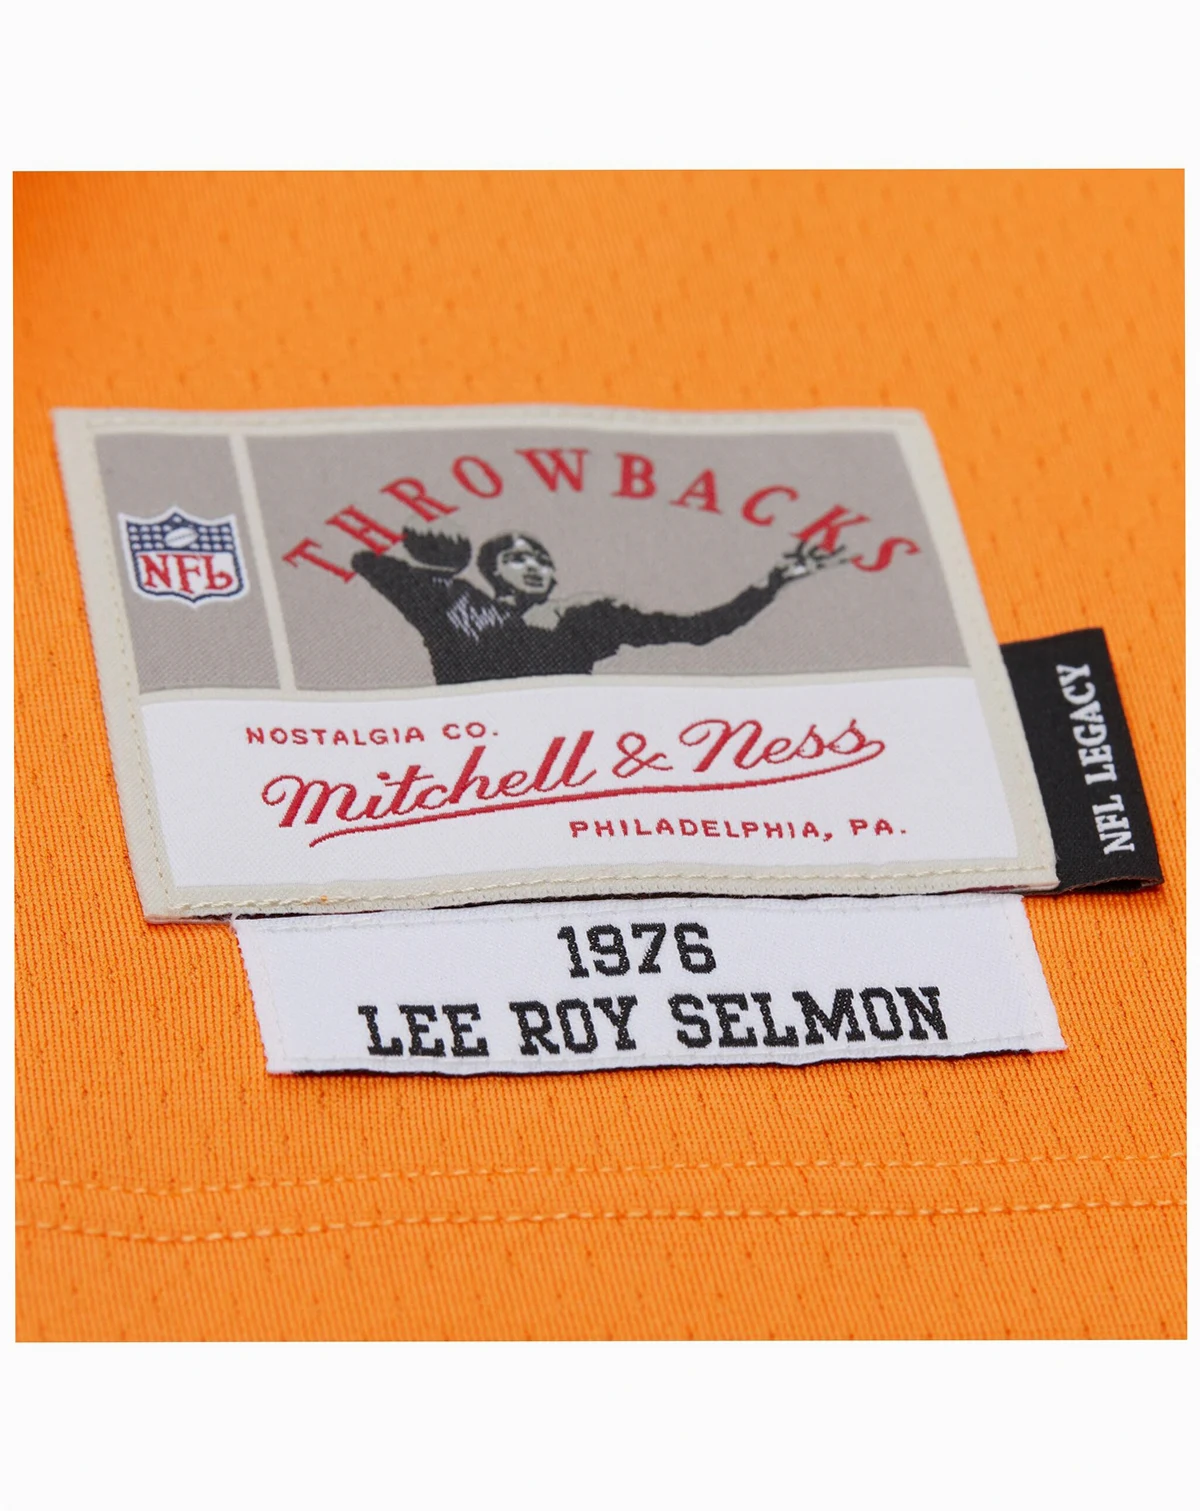 THROWBACKS
NFL
NOSTALGIA CO.
Mitchell & Ness
PHILADELPHIA, PA.
NFL LEGACY
1976
LEE ROY SELMON